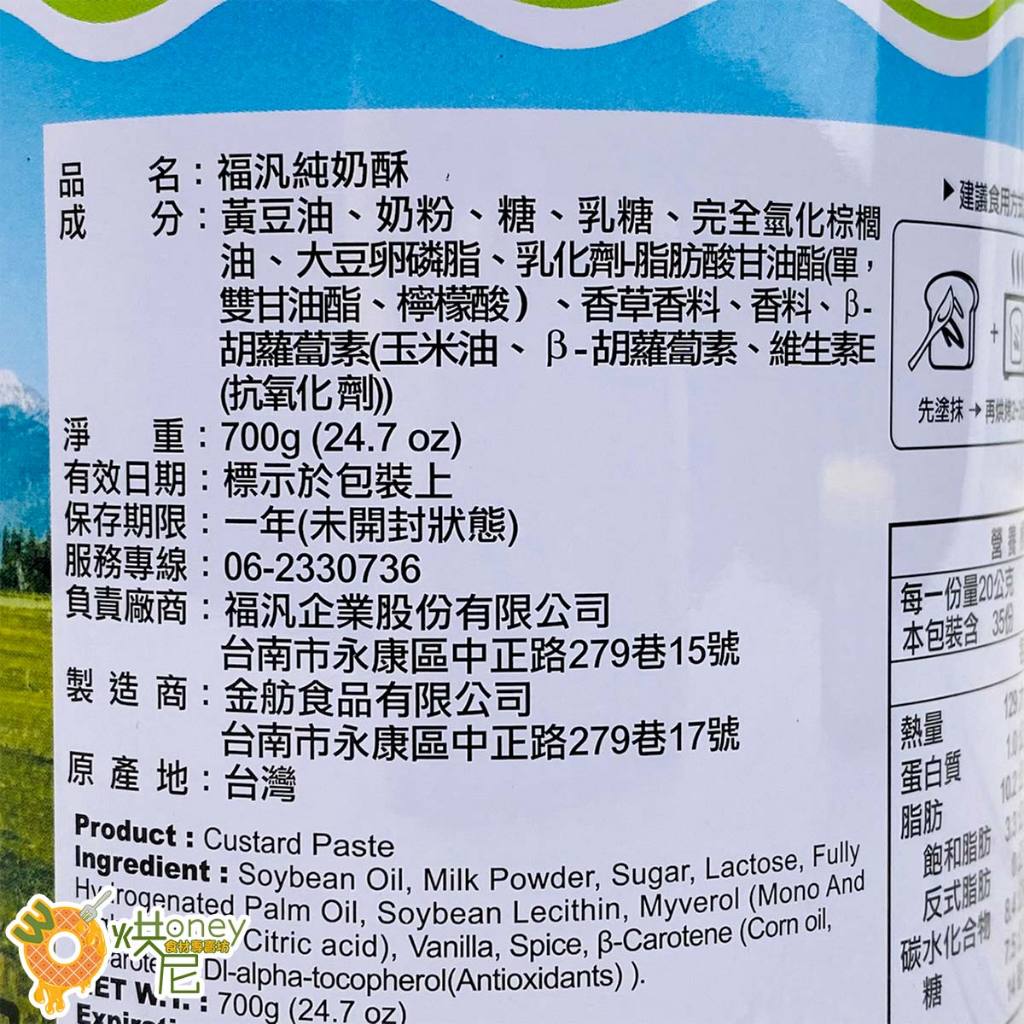 品名：福汎純奶酥
成分：黃豆油、奶粉、糖、乳糖、完全氫化棕櫚
油、大豆卵磷脂、乳化劑-脂肪酸甘油酯(單，
雙甘油酯、檸檬酸）、香草香料、香料、β-
胡蘿蔔素(玉米油、β-胡蘿蔔素、維生素E
(抗氧化劑))
淨重：700g (24.7 oz)
有效日期：標示於包裝上
保存期限：一年(未開封狀態)
服務專線：06-2330736
負責廠商：福汎企業股份有限公司
台南市永康區中正路279巷15號
製造商：金舫食品有限公司
台南市永康區中正路279巷17號
原產地：台灣
Product : Custard Paste
Ingredient : Soybean Oil, Milk Powder, Sugar, Lactose, Fully
Hydrogenated Palm Oil, Soybean Lecithin, Myverol (Mono And
Citric acid), Vanilla, Spice, β-Carotene (Corn oil,
Dl-alpha-tocopherol(Antioxidants) ).
NET WT. : 700g (24.7 oz)
▶建議食用方式
+
先塗抹→再烘烤
營養
每一份量20公克
本包裝含 35份
熱量
蛋白質
脂肪
飽和脂肪
反式脂肪
碳水化合物
糖
烘oney
食材專賣坊
尼